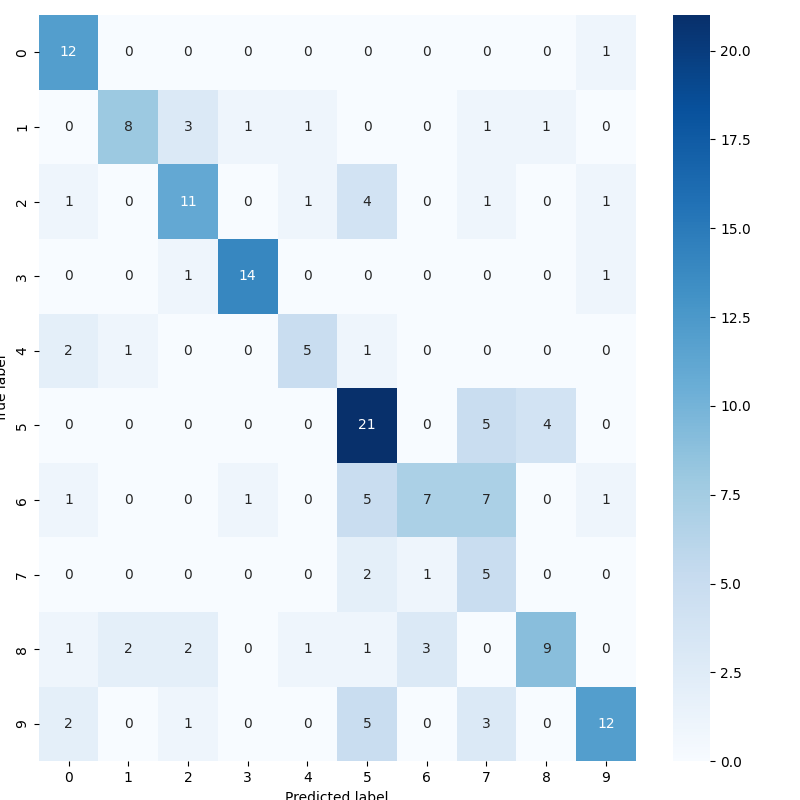 0 12 0 0 0 0 0 0 0 0 1
1 0 8 3 1 1 0 0 1 1 0
2 1 0 11 0 1 4 0 1 0 1
3 0 0 1 14 0 0 0 0 0 1
4 2 1 0 0 5 1 0 0 0 0
5 0 0 0 0 0 21 0 5 4 0
6 1 0 0 1 0 5 7 7 0 1
7 0 0 0 0 0 2 1 5 0 0
8 1 2 2 0 1 1 3 0 9 0
9 2 0 1 0 0 5 0 3 0 12
0 1 2 3 4 5 6 7 8 9
Predicted label
True label
20.0
17.5
15.0
12.5
10.0
7.5
5.0
2.5
0.0